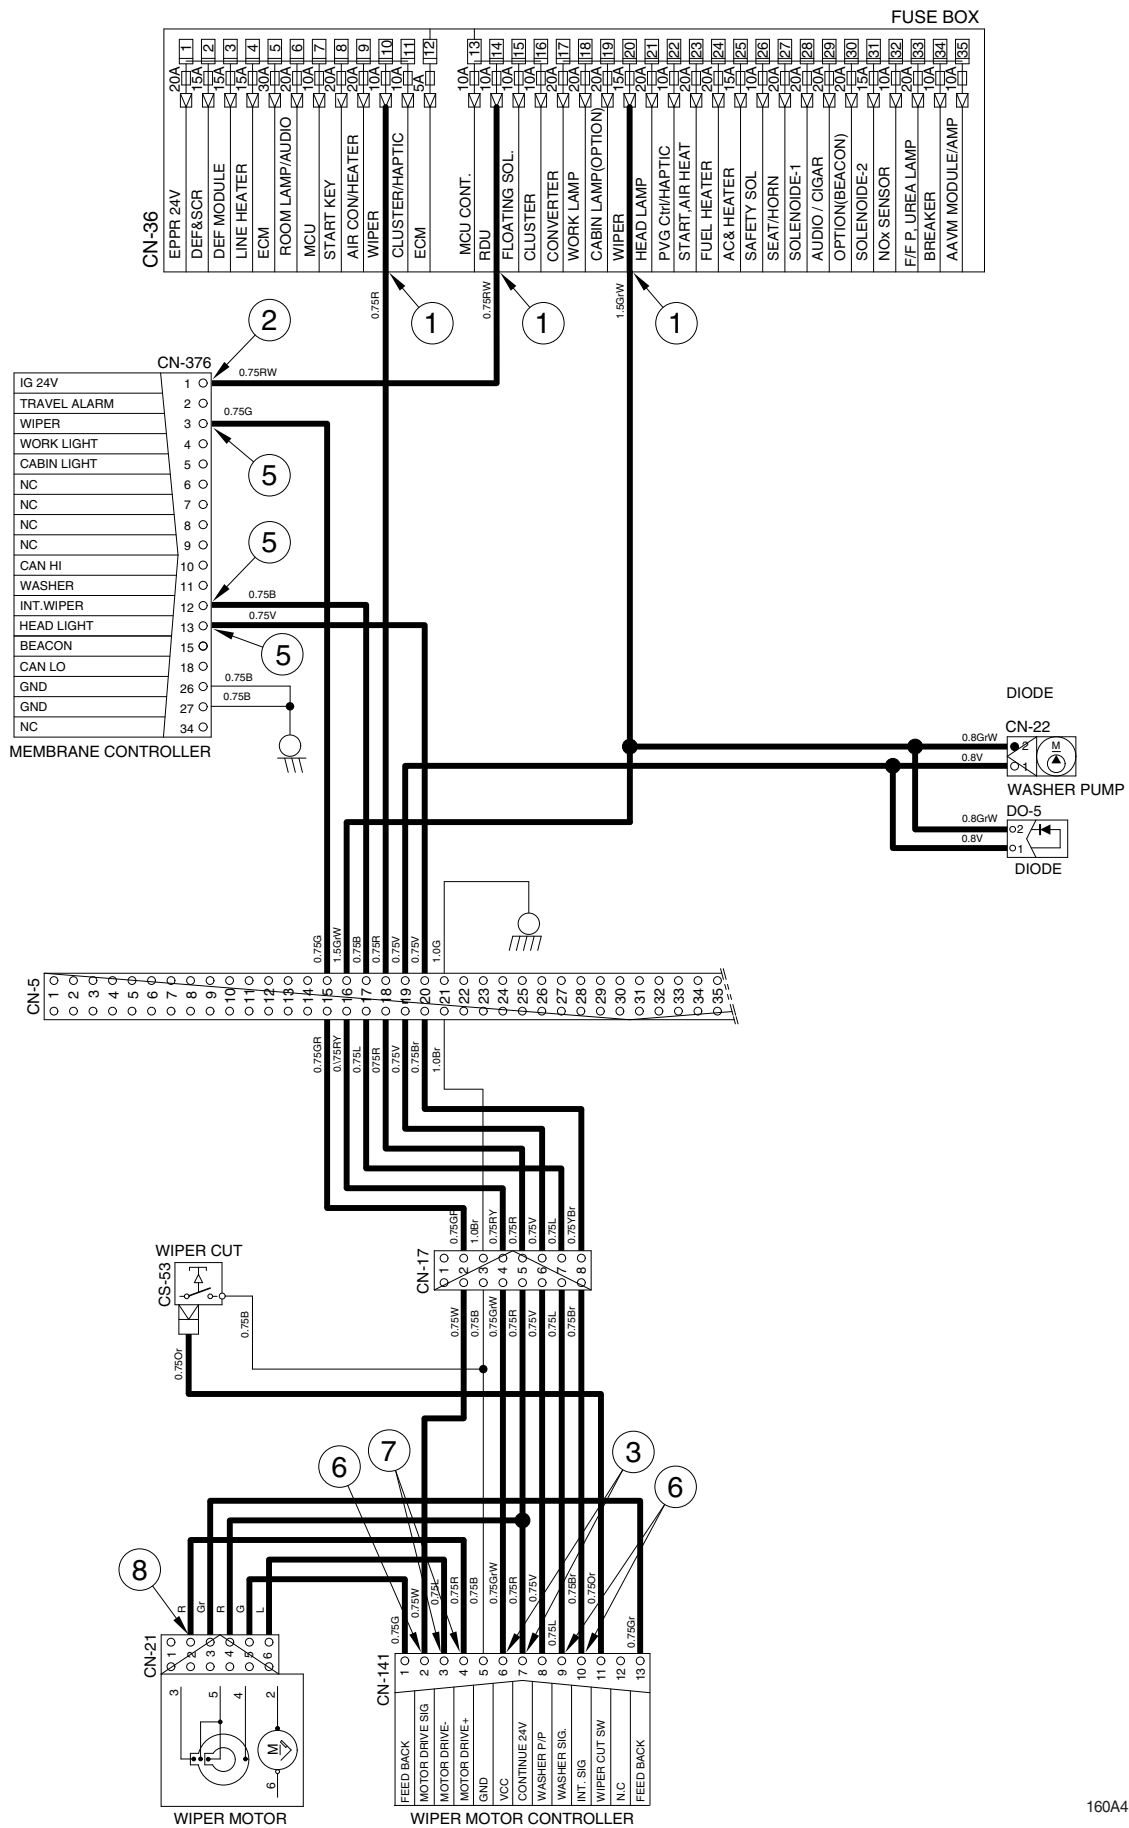 FUSE BOX
1 2 3 4 5 6 7 8 9 10 11 12 13 14 15 16 17 18 19 20 21 22 23 24 25 26 27 28 29 30 31 32 33 34 35
20A 15A 15A 15A 30A 20A 10A 20A 20A 10A 10A 5A 10A 10A 10A 10A 20A 10A 20A 15A 10A 20A 20A 20A 15A 10A 20A 20A 20A 20A 15A 10A 20A 10A 10A
CN-36
EPPR 24V
DEF&SCR
DEF MODULE
LINE HEATER
ECM
ROOM LAMP/AUDIO
MCU
START KEY
AIR CON/HEATER
WIPER
CLUSTER/HAPTIC
ECM
MCU CONT.
RDU
FLOATING SOL.
CLUSTER
CONVERTER
WORK LAMP
CABIN LAMP(OPTION)
WIPER
HEAD LAMP
PVG Ctrl/HAPTIC
START,AIR HEAT
FUEL HEATER
AC& HEATER
SAFETY SOL
SEAT/HORN
SOLENOIDE-1
AUDIO / CIGAR
OPTION(BEACON)
SOLENOIDE-2
NOx SENSOR
F/F P, UREA LAMP
BREAKER
AAVM MODULE/AMP
0.75R 0.75RW 1.5GrW
1 1 1
2
CN-376
IG 24V 1 0.75RW
TRAVEL ALARM 2
WIPER 3 0.75G
WORK LIGHT 4
CABIN LIGHT 5
NC 6
NC 7
NC 8
NC 9
CAN HI 10
WASHER 11
INT.WIPER 12 0.75B
HEAD LIGHT 13 0.75V
BEACON 15
CAN LO 18
GND 26 0.75B
GND 27 0.75B
NC 34
5
5
5
MEMBRANE CONTROLLER
DIODE
CN-22
0.8GrW 2
0.8V 1
M
WASHER PUMP
DO-5
0.8GrW 2
0.8V 1
DIODE
0.75G 1.5GrW 0.75B 0.75R 0.75V 0.75V 1.0G
CN-5
1 2 3 4 5 6 7 8 9 10 11 12 13 14 15 16 17 18 19 20 21 22 23 24 25 26 27 28 29 30 31 32 33 34 35
0.75GR 0.\75RY 0.75L 075R 0.75V 0.75Br 1.0Br
0.75GR 1.0Br 0.75RY 0.75R 0.75V 0.75L 0.75YBr
CN-17
1 2 3 4 5 6 7 8
0.75W 0.75B 0.75GrW 0.75R 0.75V 0.75L 0.75Br
WIPER CUT
CS-53
0.75B
0.75Or
6 7 3 6
8
R Gr R G L
CN-21
1 2 3 4 5 6
3 5 4 2
M
6
WIPER MOTOR
0.75G 0.75W 0.75L 0.75R 0.75B 0.75GrW 0.75R 0.75V 0.75L 0.75Br 0.75Or 0.75Gr
CN-141
1 2 3 4 5 6 7 8 9 10 11 12 13
FEED BACK
MOTOR DRIVE SIG
MOTOR DRIVE-
MOTOR DRIVE+
GND
VCC
CONTINUE 24V
WASHER P/P
WASHER SIG.
INT. SIG
WIPER CUT SW
N.C
FEED BACK
WIPER MOTOR CONTROLLER
160A4